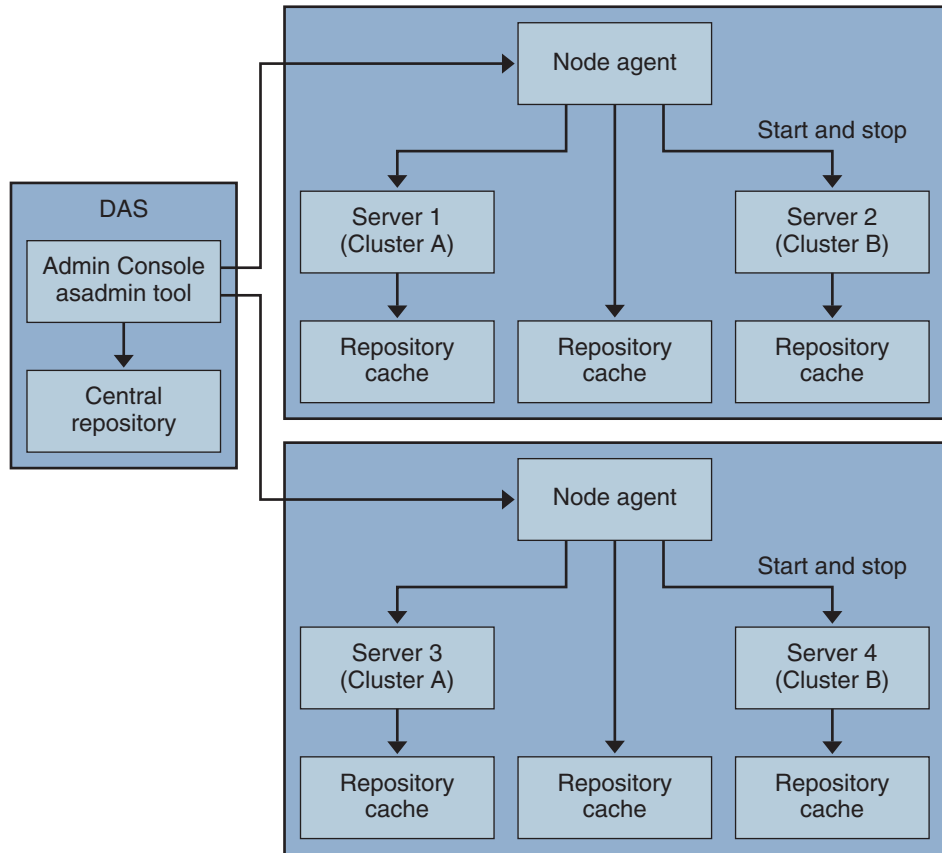 DAS
Admin Console
asadmin tool
Central
repository
Node agent
Start and stop
Server 1
(Cluster A)
Server 2
(Cluster B)
Repository
cache
Repository
cache
Repository
cache
Node agent
Start and stop
Server 3
(Cluster A)
Server 4
(Cluster B)
Repository
cache
Repository
cache
Repository
cache